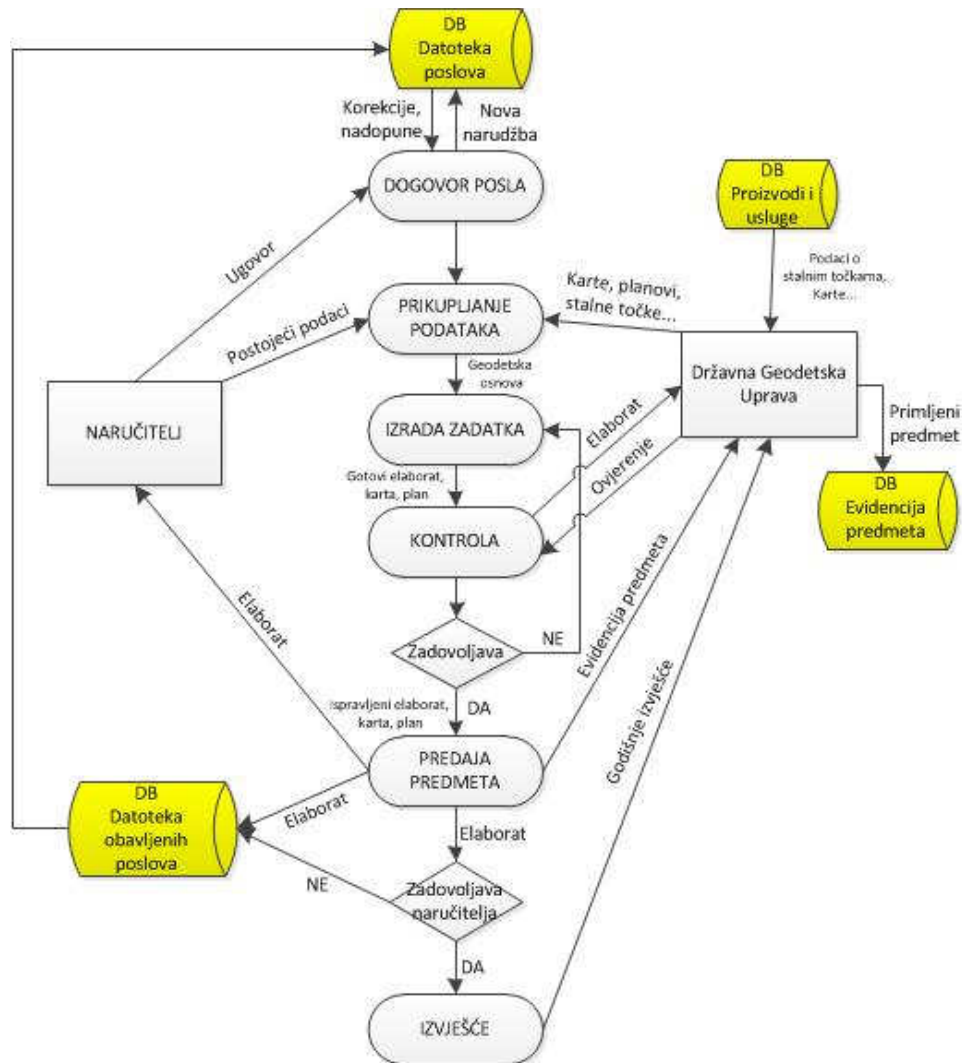 DB
Datoteka
poslova
Korekcije,
nadopune
Nova
narudžba
DOGOVOR POSLA
DB
Proizvodi i
usluge
Ugovor
Podaci o
stalnim točkama,
Karte...
Karte, planovi,
stalne točke...
Postojeći podaci
PRIKUPLJANJE
PODATAKA
Geodetska
osnova
Državna Geodetska
Uprava
NARUČITELJ
IZRADA ZADATKA
Elaborat
Ovjerenje
Primljeni
predmet
Gotovi elaborat,
karta, plan
KONTROLA
DB
Evidencija
predmeta
Elaborat
Zadovoljava
NE
Evidencija predmeta
DA
Ispravljeni elaborat,
karta, plan
Godišnje izvješće
PREDAJA
PREDMETA
DB
Datoteka
obavljenih
poslova
Elaborat
Elaborat
NE
Zadovoljava
naručitelja
DA
IZVJEŠĆE